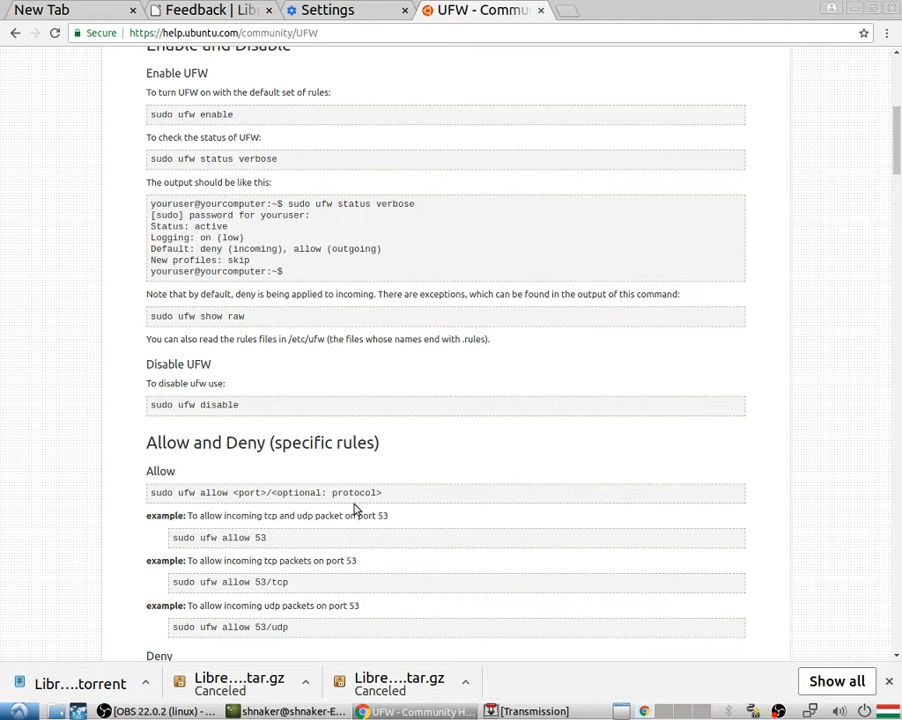 New Tab
Feedback | Lib
Settings
UFW - Commu
Secure
https://help.ubuntu.com/community/UFW
Enable and Disable
Enable UFW
To turn UFW on with the default set of rules:
sudo ufw enable
To check the status of UFW:
sudo ufw status verbose
The output should be like this:
youruser@yourcomputer:~$ sudo ufw status verbose
[sudo] password for youruser:
Status: active
Logging: on (low)
Default: deny (incoming), allow (outgoing)
New profiles: skip
youruser@yourcomputer:~$
Note that by default, deny is being applied to incoming. There are exceptions, which can be found in the output of this command:
sudo ufw show raw
You can also read the rules files in /etc/ufw (the files whose names end with .rules).
Disable UFW
To disable ufw use:
sudo ufw disable
Allow and Deny (specific rules)
Allow
sudo ufw allow <port>/<optional: protocol>
example: To allow incoming tcp and udp packet on port 53
sudo ufw allow 53
example: To allow incoming tcp packets on port 53
sudo ufw allow 53/tcp
example: To allow incoming udp packets on port 53
sudo ufw allow 53/udp
Deny
Libr....torrent
Libre....tar.gz
Canceled
Libre....tar.gz
Canceled
Show all
[OBS 22.0.2 (linux) - ...
shnaker@shnaker-E...
UFW - Community H...
[Transmission]